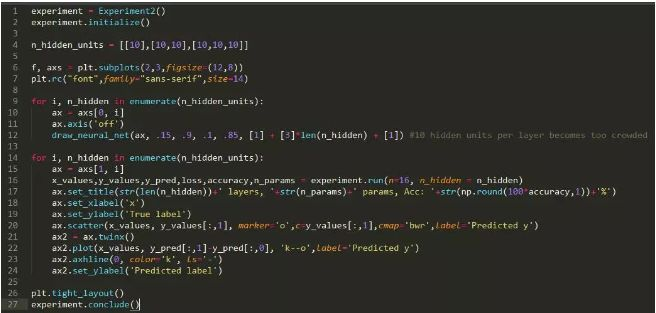 1 experiment = Experiment2()
2 experiment.initialize()
3
4 n_hidden_units = [[10],[10,10],[10,10,10]]
5
6 f, axs = plt.subplots(2,3,figsize=(12,8))
7 plt.rc("font",family="sans-serif",size=14)
8
9 for i, n_hidden in enumerate(n_hidden_units):
10 ax = axs[0, i]
11 ax.axis('off')
12 draw_neural_net(ax, .15, .9, .1, .85, [1] + [3]*len(n_hidden) + [1]) #10 hidden units per layer becomes too crowded
13
14 for i, n_hidden in enumerate(n_hidden_units):
15 ax = axs[1, i]
16 x_values,y_values,y_pred,loss,accuracy,n_params = experiment.run(n=16, n_hidden = n_hidden)
17 ax.set_title(str(len(n_hidden))+' layers, '+str(n_params)+' params, Acc: '+str(np.round(100*accuracy,1))+'%')
18 ax.set_xlabel('x')
19 ax.set_ylabel('True label')
20 ax.scatter(x_values, y_values[:,1], marker='o',c=y_values[:,1],cmap='bwr',label='Predicted y')
21 ax2 = ax.twinx()
22 ax2.plot(x_values, y_pred[:,1]-y_pred[:,0], 'k--o',label='Predicted y')
23 ax2.axhline(0, color='k', ls='-')
24 ax2.set_ylabel('Predicted label')
25
26 plt.tight_layout()
27 experiment.conclude()